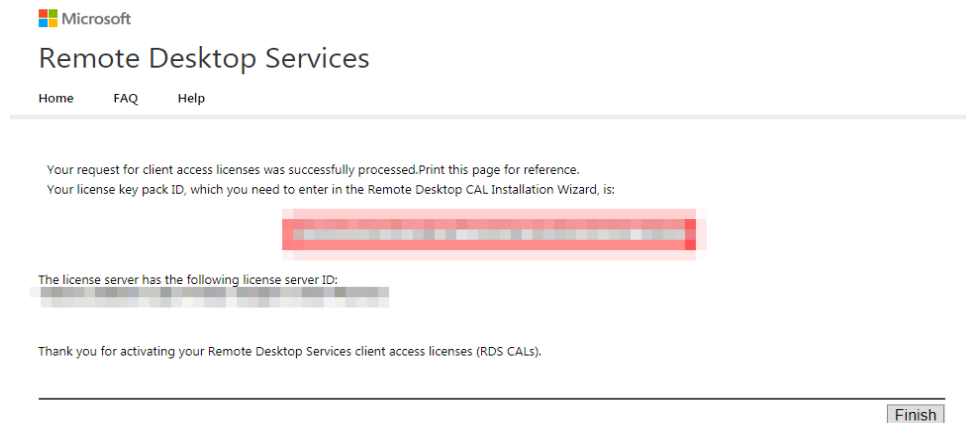 Microsoft
Remote Desktop Services
Home FAQ Help
Your request for client access licenses was successfully processed.Print this page for reference.
Your license key pack ID, which you need to enter in the Remote Desktop CAL Installation Wizard, is:
The license server has the following license server ID:
Thank you for activating your Remote Desktop Services client access licenses (RDS CALs).
Finish